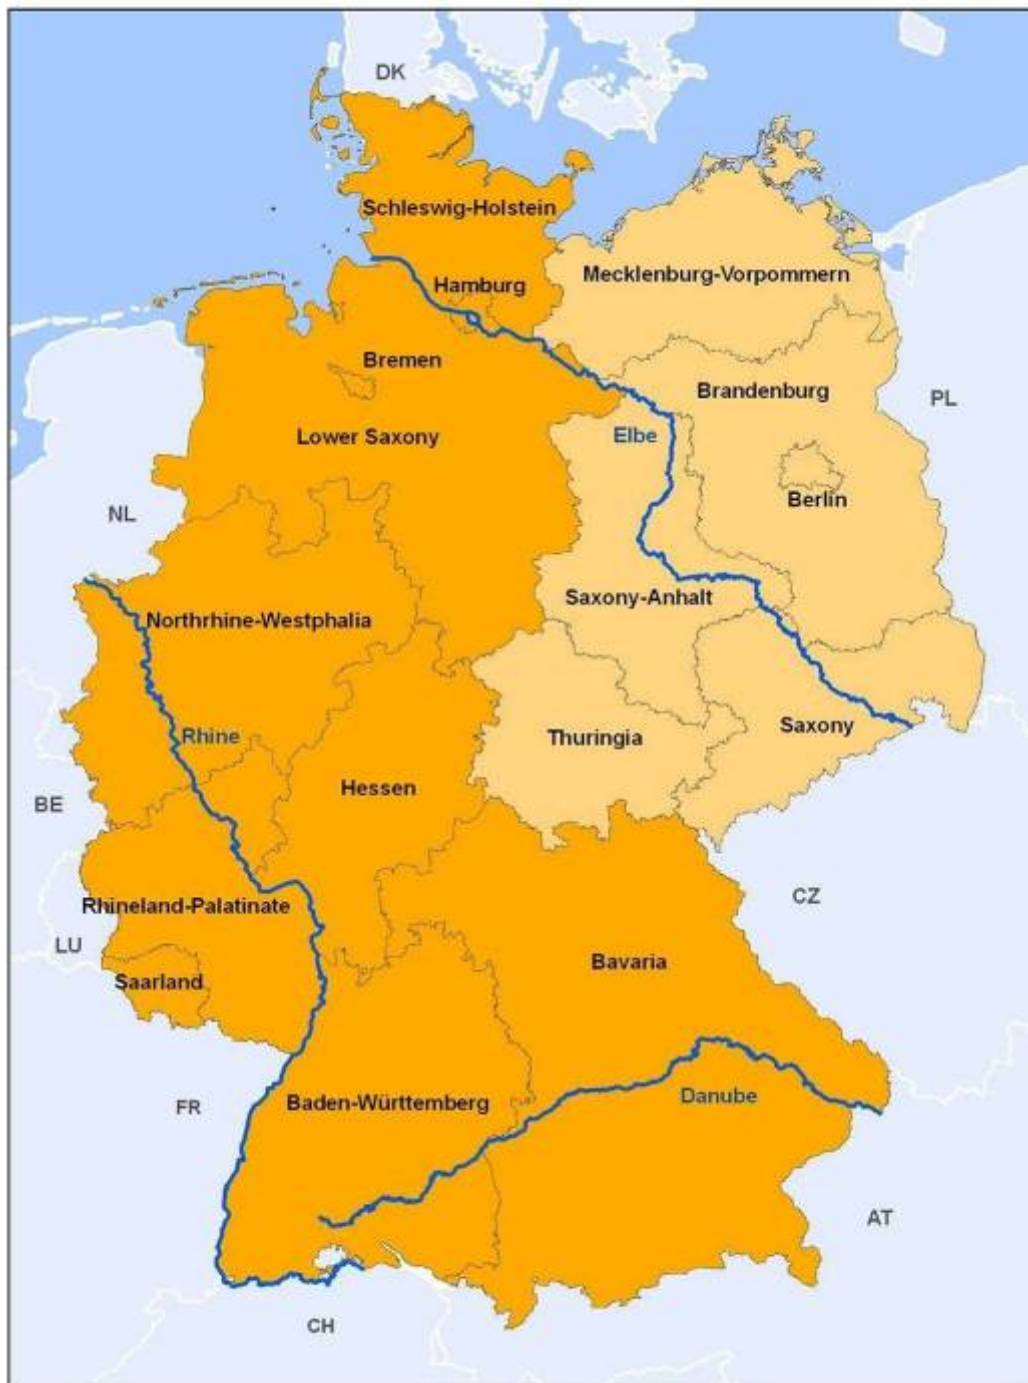 DK
Schleswig-Holstein
Mecklenburg-Vorpommern
Hamburg
Bremen
Brandenburg
PL
Elbe
Lower Saxony
Berlin
NL
Saxony-Anhalt
Northrhine-Westphalia
Saxony
Rhine
Thuringia
Hessen
BE
CZ
Rhineland-Palatinate
LU
Bavaria
Saarland
Danube
FR
Baden-Württemberg
AT
CH